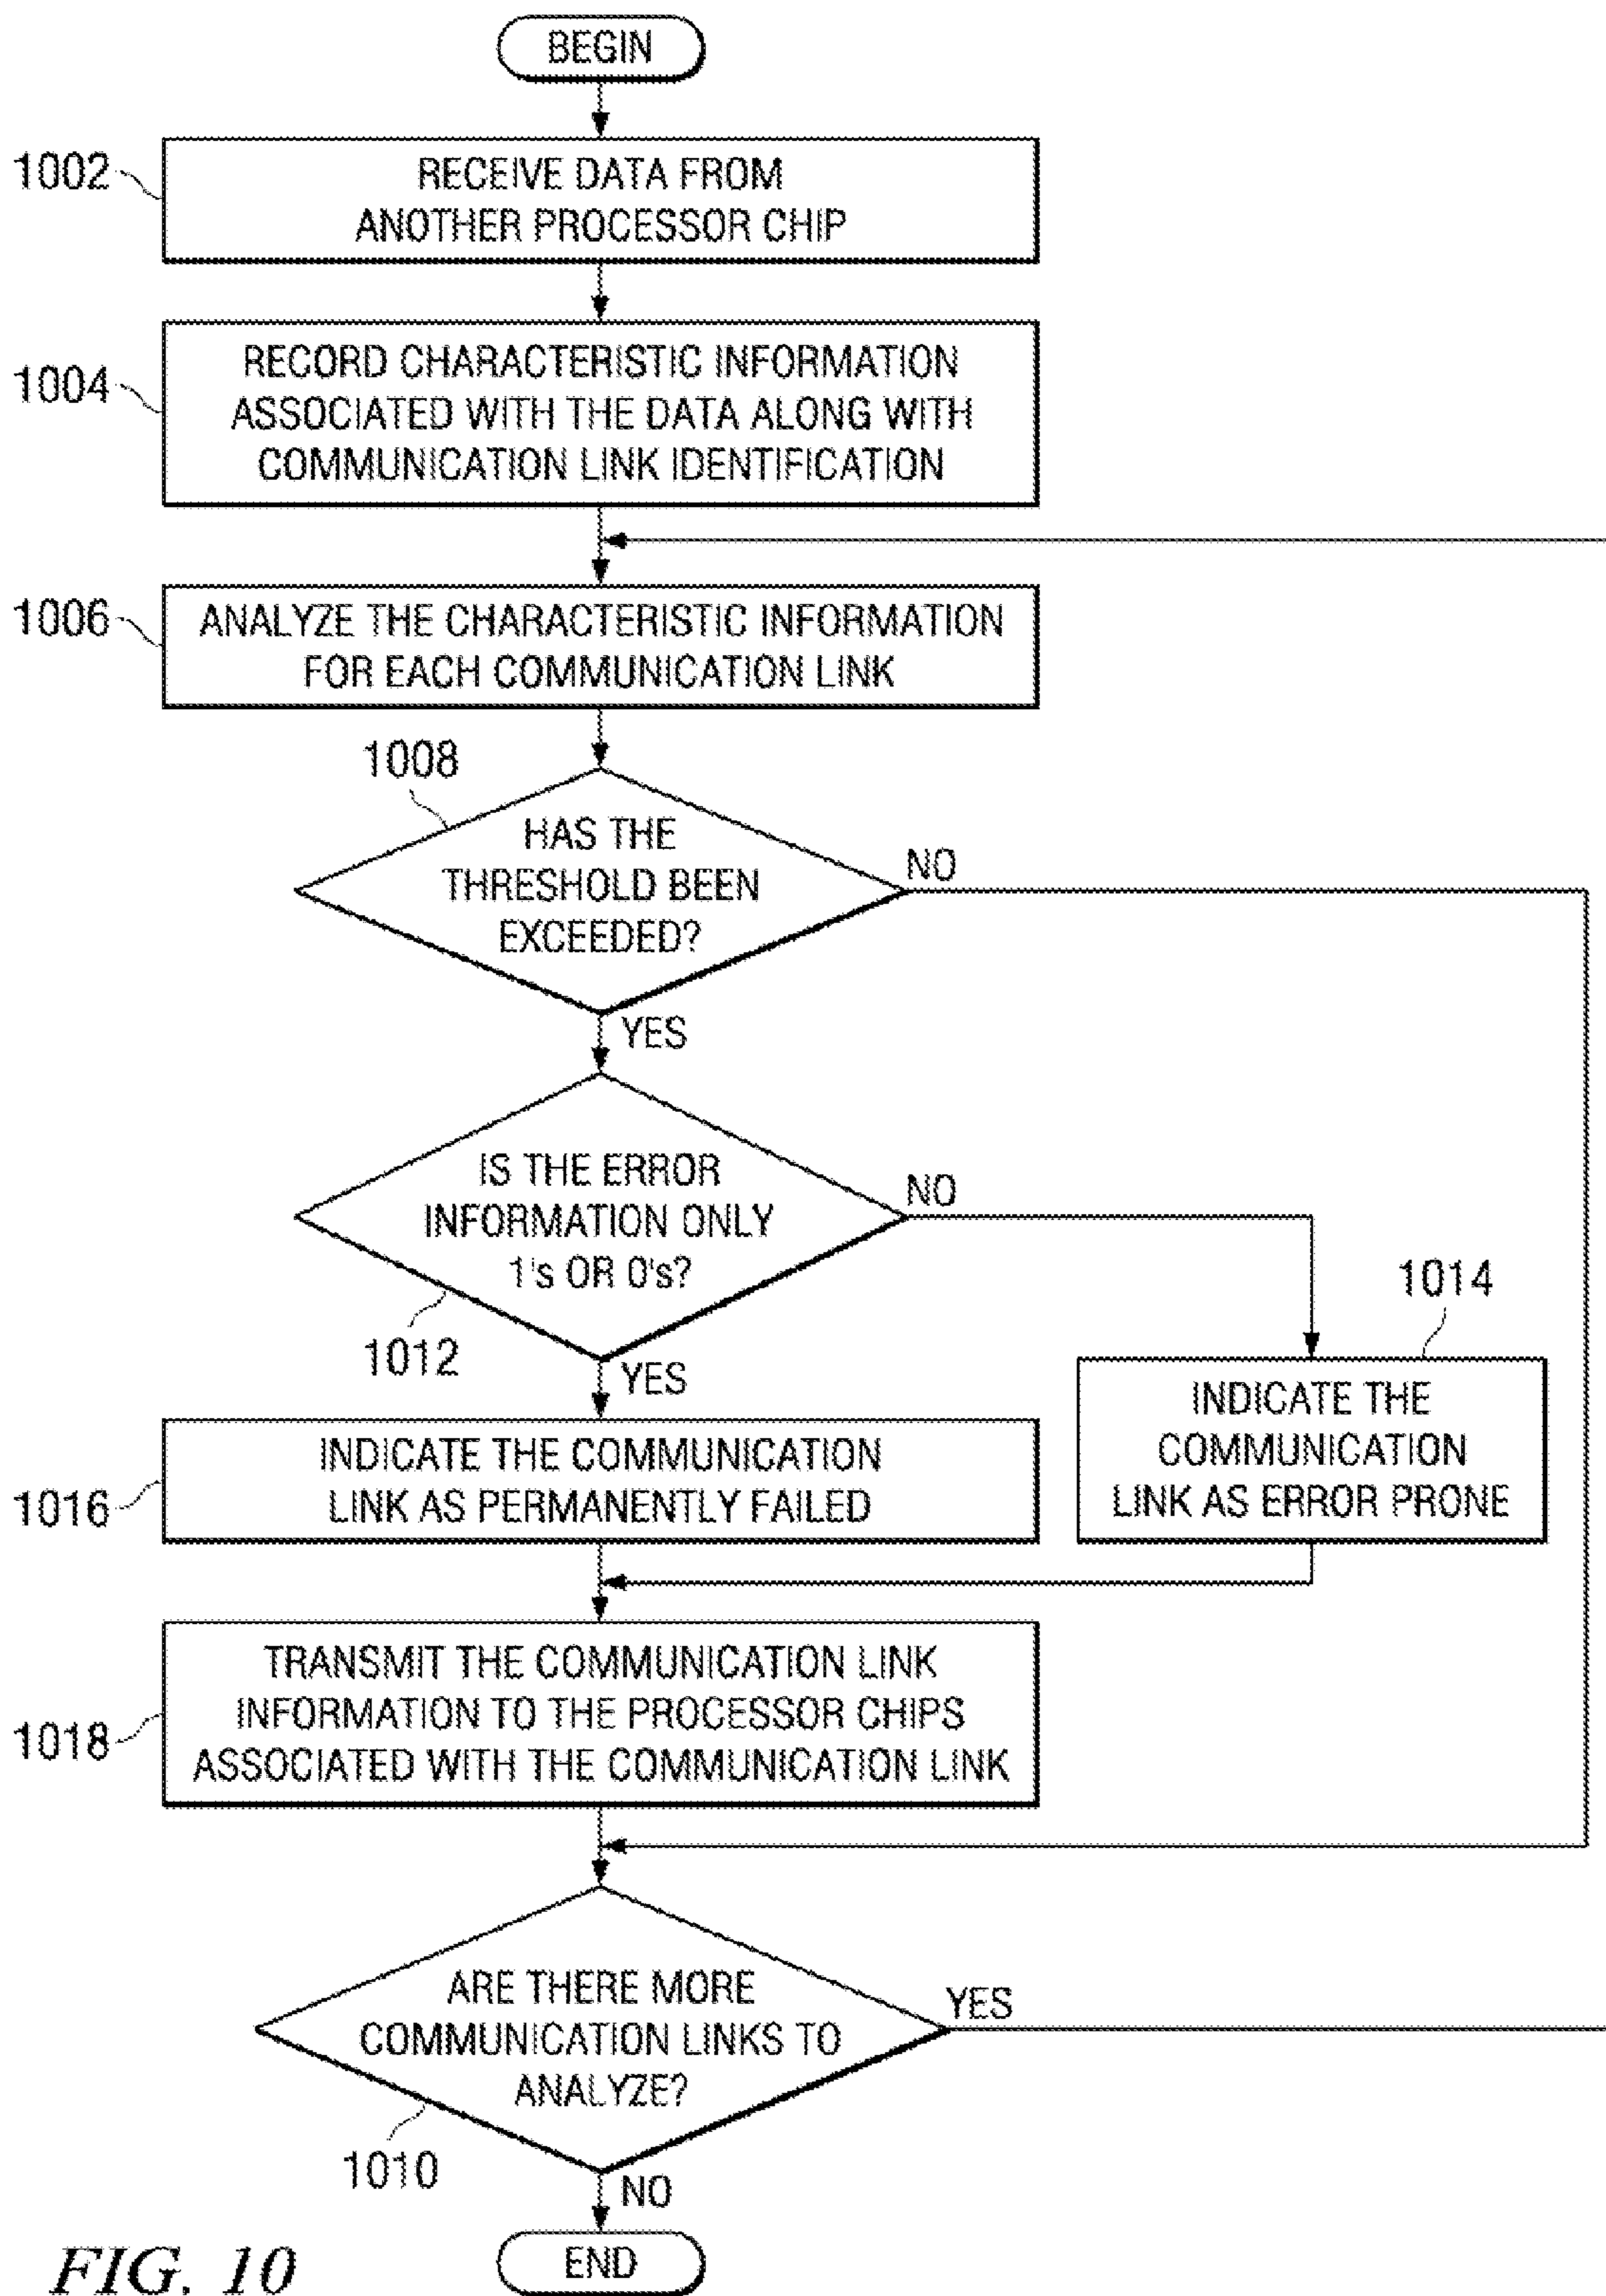 BEGIN
1002
RECEIVE DATA FROM
ANOTHER PROCESSOR CHIP
1004
RECORD CHARACTERISTIC INFORMATION
ASSOCIATED WITH THE DATA ALONG WITH
COMMUNICATION LINK IDENTIFICATION
1006
ANALYZE THE CHARACTERISTIC INFORMATION
FOR EACH COMMUNICATION LINK
1008
HAS THE
THRESHOLD BEEN
EXCEEDED?
NO
YES
IS THE ERROR
INFORMATION ONLY
1's OR 0's?
NO
1012
YES
1014
INDICATE THE
COMMUNICATION
LINK AS ERROR PRONE
1016
INDICATE THE COMMUNICATION
LINK AS PERMANENTLY FAILED
1018
TRANSMIT THE COMMUNICATION LINK
INFORMATION TO THE PROCESSOR CHIPS
ASSOCIATED WITH THE COMMUNICATION LINK
ARE THERE MORE
COMMUNICATION LINKS TO
ANALYZE?
YES
1010
NO
END
FIG. 10